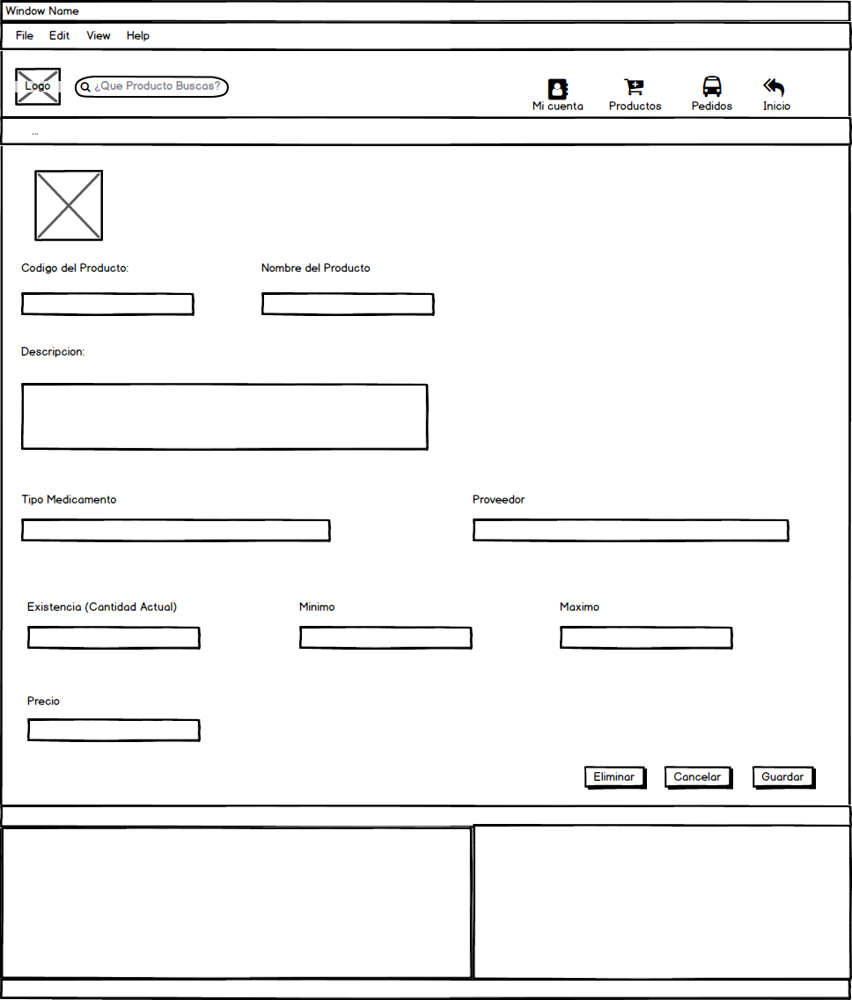 Window Name
File Edit View Help
Logo ¿Que Producto Buscas?
Mi cuenta Productos Pedidos Inicio
...
Codigo del Producto: Nombre del Producto
Descripcion:
Tipo Medicamento Proveedor
Existencia (Cantidad Actual) Minimo Maximo
Precio
Eliminar Cancelar Guardar